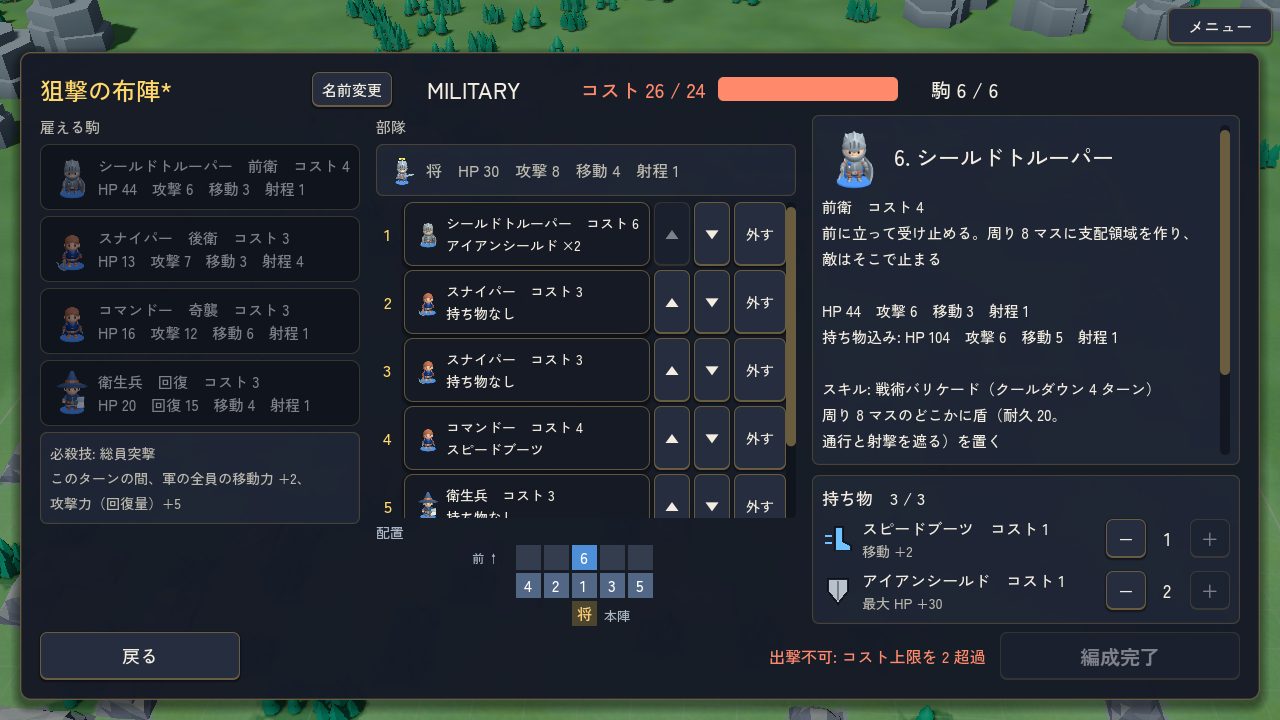 メニュー
狙撃の布陣*
名前変更
MILITARY
コスト 26 / 24
駒 6 / 6
雇える駒
シールドトルーパー 前衛 コスト 4
HP 44 攻撃 6 移動 3 射程 1
スナイパー 後衛 コスト 3
HP 13 攻撃 7 移動 3 射程 4
コマンドー 奇襲 コスト 3
HP 16 攻撃 12 移動 6 射程 1
衛生兵 回復 コスト 3
HP 20 回復 15 移動 4 射程 1
必殺技: 総員突撃
このターンの間、軍の全員の移動力 +2、
攻撃力（回復量）+5
部隊
将 HP 30 攻撃 8 移動 4 射程 1
1
シールドトルーパー コスト 6
アイアンシールド ×2
▲
▼
外す
2
スナイパー コスト 3
持ち物なし
▲
▼
外す
3
スナイパー コスト 3
持ち物なし
▲
▼
外す
4
コマンドー コスト 4
スピードブーツ
▲
▼
外す
5
衛生兵 コスト 3
持ち物なし
▲
▼
外す
配置
前 ↑
6
4 2 1 3 5
将 本陣
6. シールドトルーパー
前衛 コスト 4
前に立って受け止める。周り 8 マスに支配領域を作り、
敵はそこで止まる
HP 44 攻撃 6 移動 3 射程 1
持ち物込み: HP 104 攻撃 6 移動 5 射程 1
スキル: 戦術バリケード（クールダウン 4 ターン）
周り 8 マスのどこかに盾（耐久 20。
通行と射撃を遮る）を置く
持ち物 3 / 3
スピードブーツ コスト 1
移動 +2
− 1 +
アイアンシールド コスト 1
最大 HP +30
− 2 +
戻る
出撃不可: コスト上限を 2 超過
編成完了